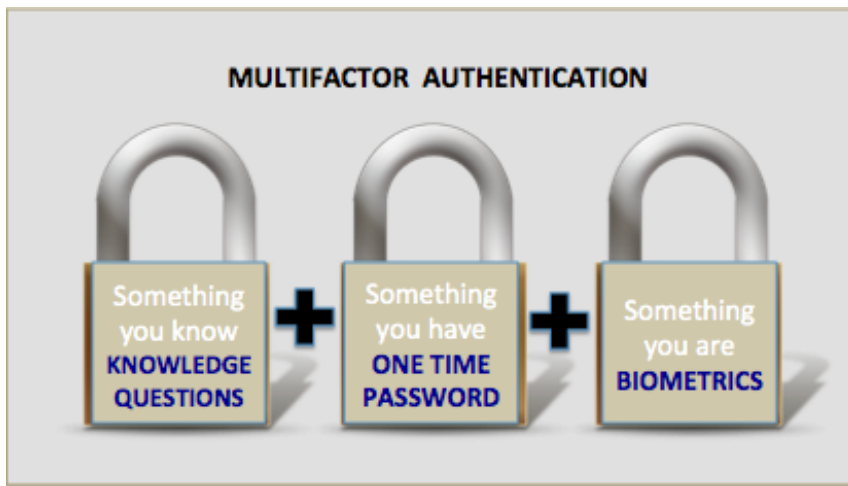 MULTIFACTOR AUTHENTICATION
Something
you know
KNOWLEDGE
QUESTIONS
Something
you have
ONE TIME
PASSWORD
Something
you are
BIOMETRICS